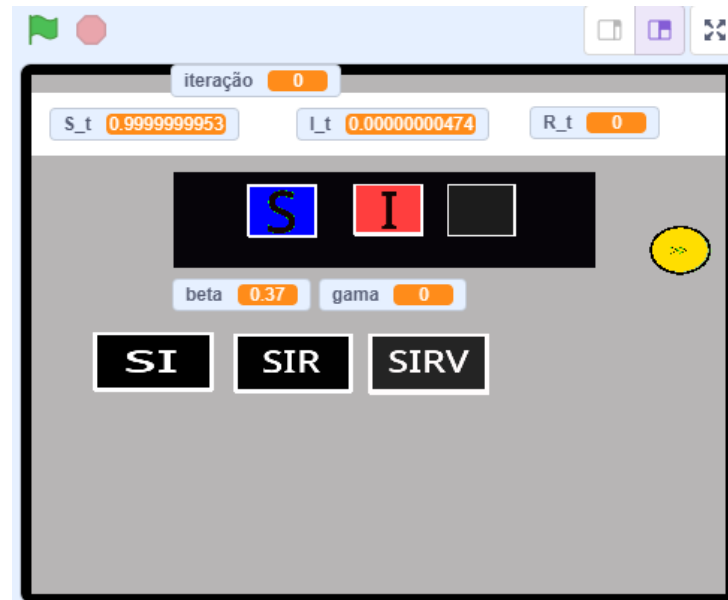 iteração 0
S_t 0.9999999953 I_t 0.00000000474 R_t 0
S I
>>
beta 0.37 gama 0
SI SIR SIRV